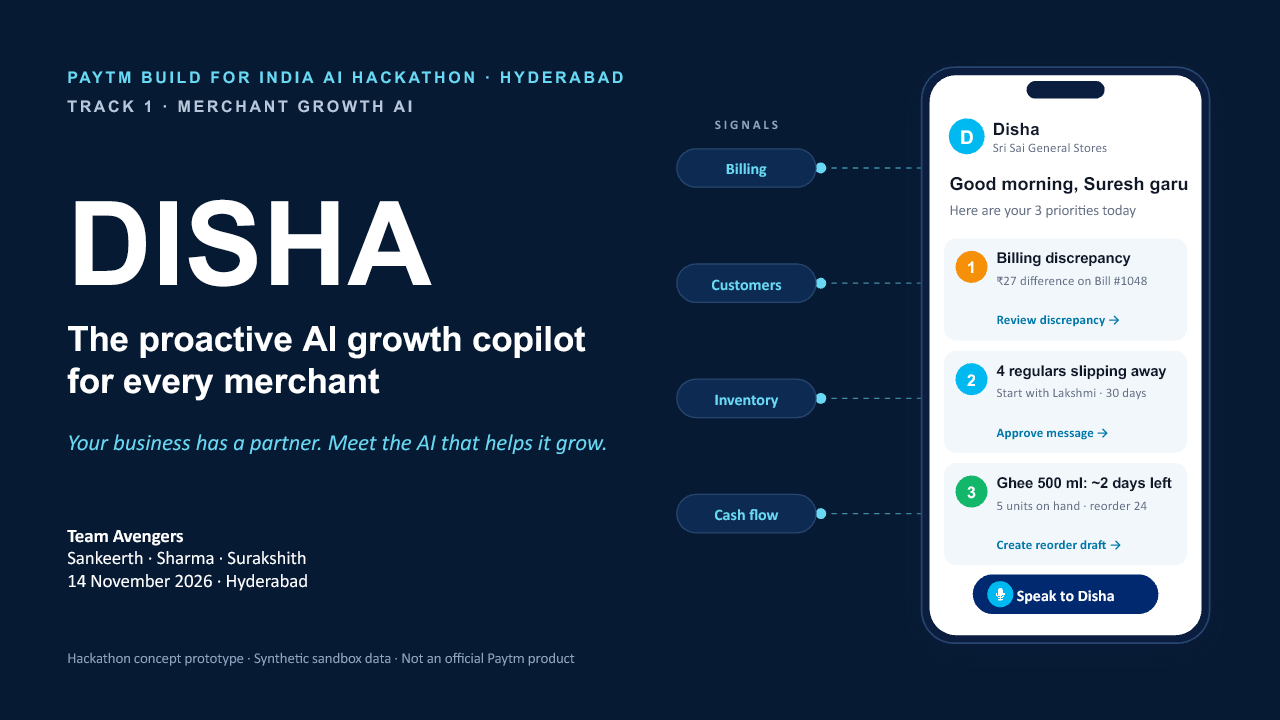 PAYTM BUILD FOR INDIA AI HACKATHON · HYDERABAD
TRACK 1 · MERCHANT GROWTH AI
DISHA
The proactive AI growth copilot
for every merchant
Your business has a partner. Meet the AI that helps it grow.
Team Avengers
Sankeerth · Sharma · Surakshith
14 November 2026 · Hyderabad
Hackathon concept prototype · Synthetic sandbox data · Not an official Paytm product
SIGNALS
Billing
Customers
Inventory
Cash flow
D
Disha
Sri Sai General Stores
Good morning, Suresh garu
Here are your 3 priorities today
1
Billing discrepancy
₹27 difference on Bill #1048
Review discrepancy →
2
4 regulars slipping away
Start with Lakshmi · 30 days
Approve message →
3
Ghee 500 ml: ~2 days left
5 units on hand · reorder 24
Create reorder draft →
Speak to Disha